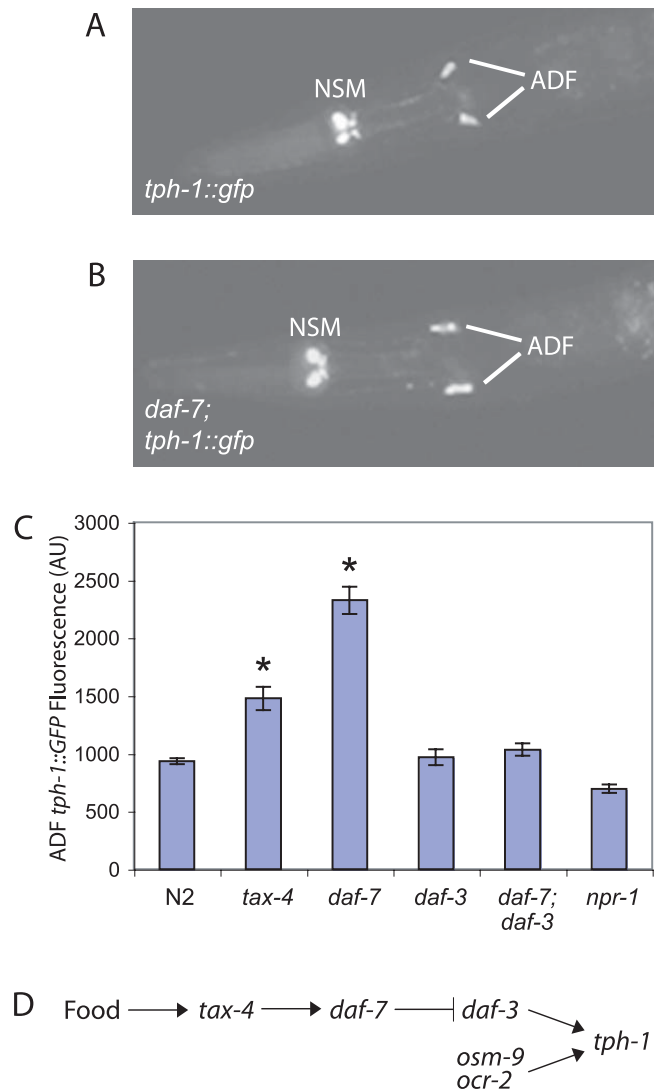 A
NSM
ADF
tph-1::gfp
B
NSM
ADF
daf-7;
tph-1::gfp
C
ADF tph-1::GFP Fluorescence (AU)
3000
2500
2000
1500
1000
500
0
*
*
N2 tax-4 daf-7 daf-3 daf-7; npr-1
daf-3
D
Food tax-4 daf-7 daf-3
tph-1
osm-9
ocr-2